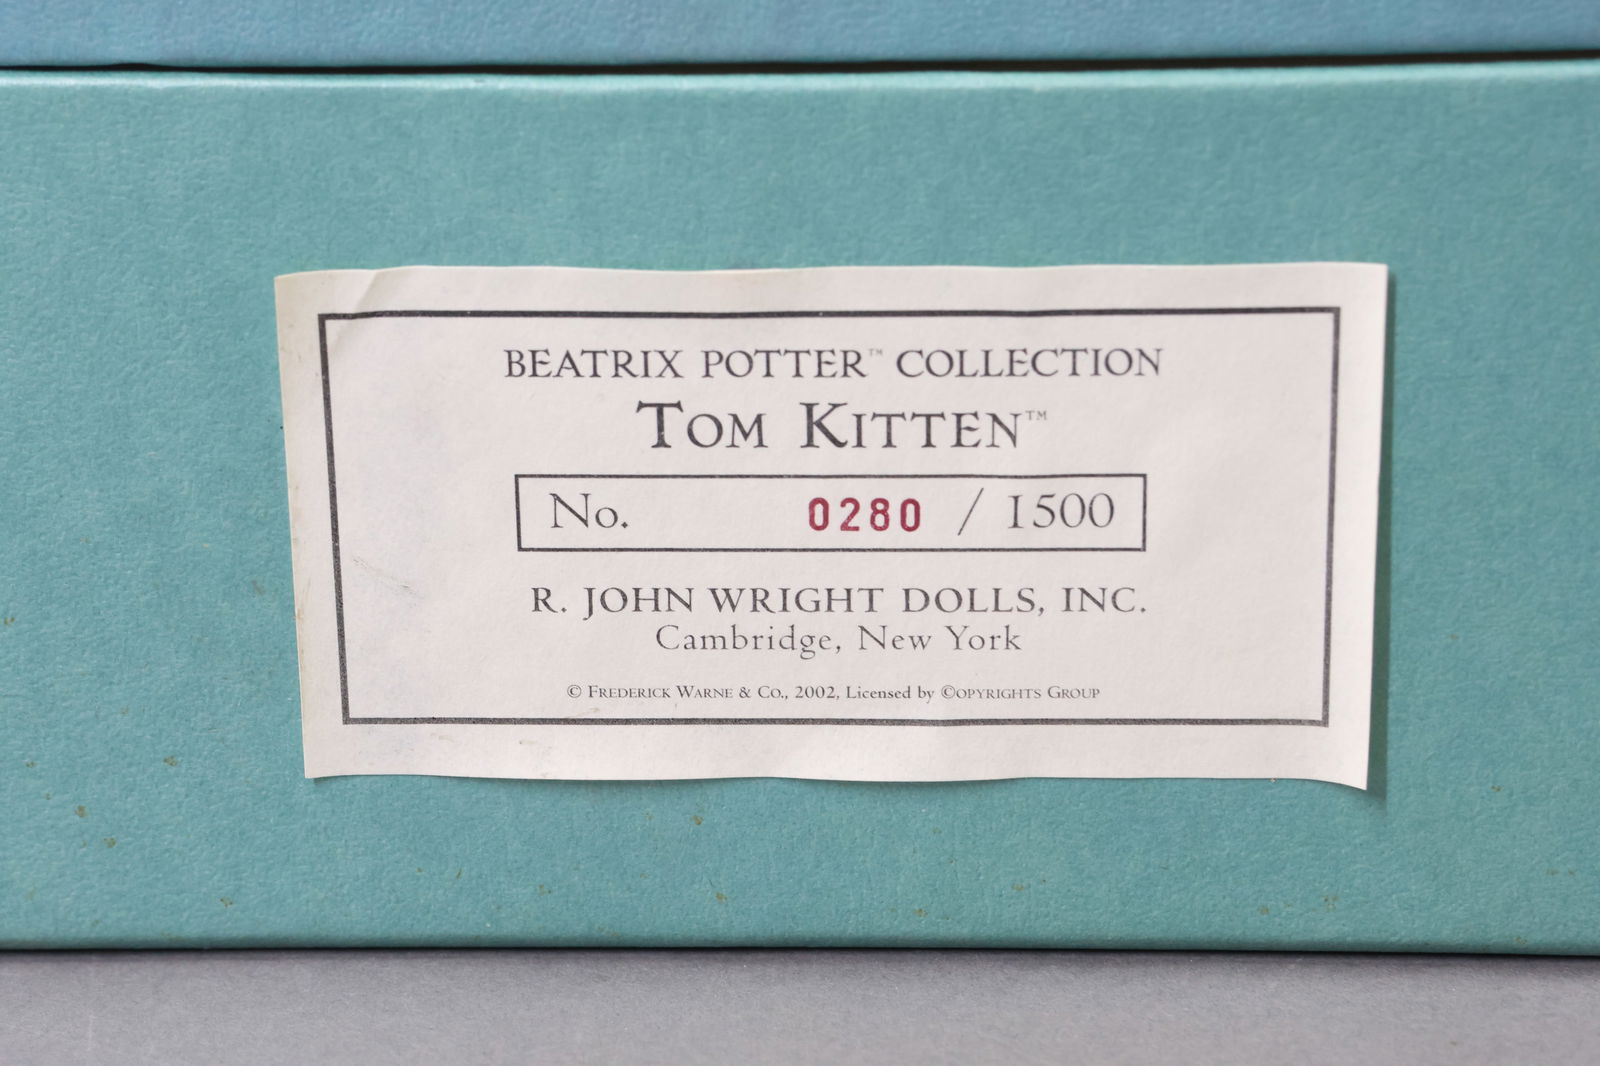 BEATRIX POTTER™ COLLECTION
TOM KITTEN™
No. 0280 / 1500
R. JOHN WRIGHT DOLLS, INC.
Cambridge, New York
© FREDERICK WARNE & CO., 2002, Licensed by ©OPYRIGHTS GROUP